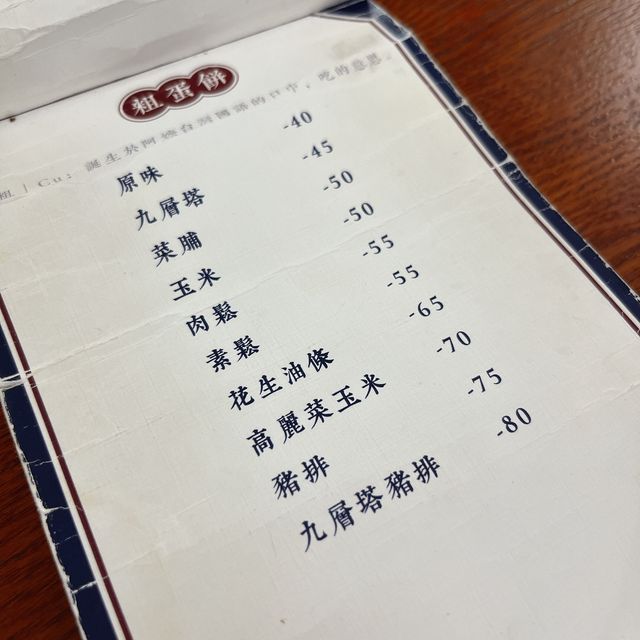 粗蛋餅
粗｜Cu：誕生於阿嬤台灣國語的口中，吃的意思。
原味 -40
九層塔 -45
菜脯 -50
玉米 -50
肉鬆 -55
素鬆 -55
花生油條 -65
高麗菜玉米 -70
豬排 -75
九層塔豬排 -80